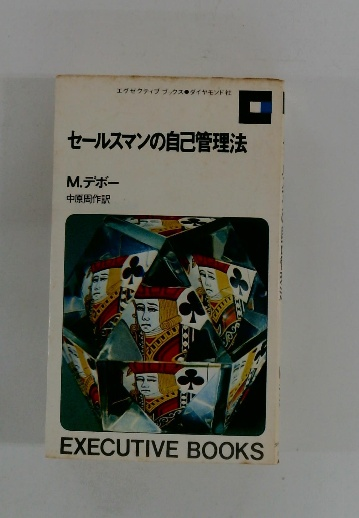 エグゼクティブ ブックス●ダイヤモンド社
セールスマンの自己管理法
M.デボー
中原周作訳
EXECUTIVE BOOKS